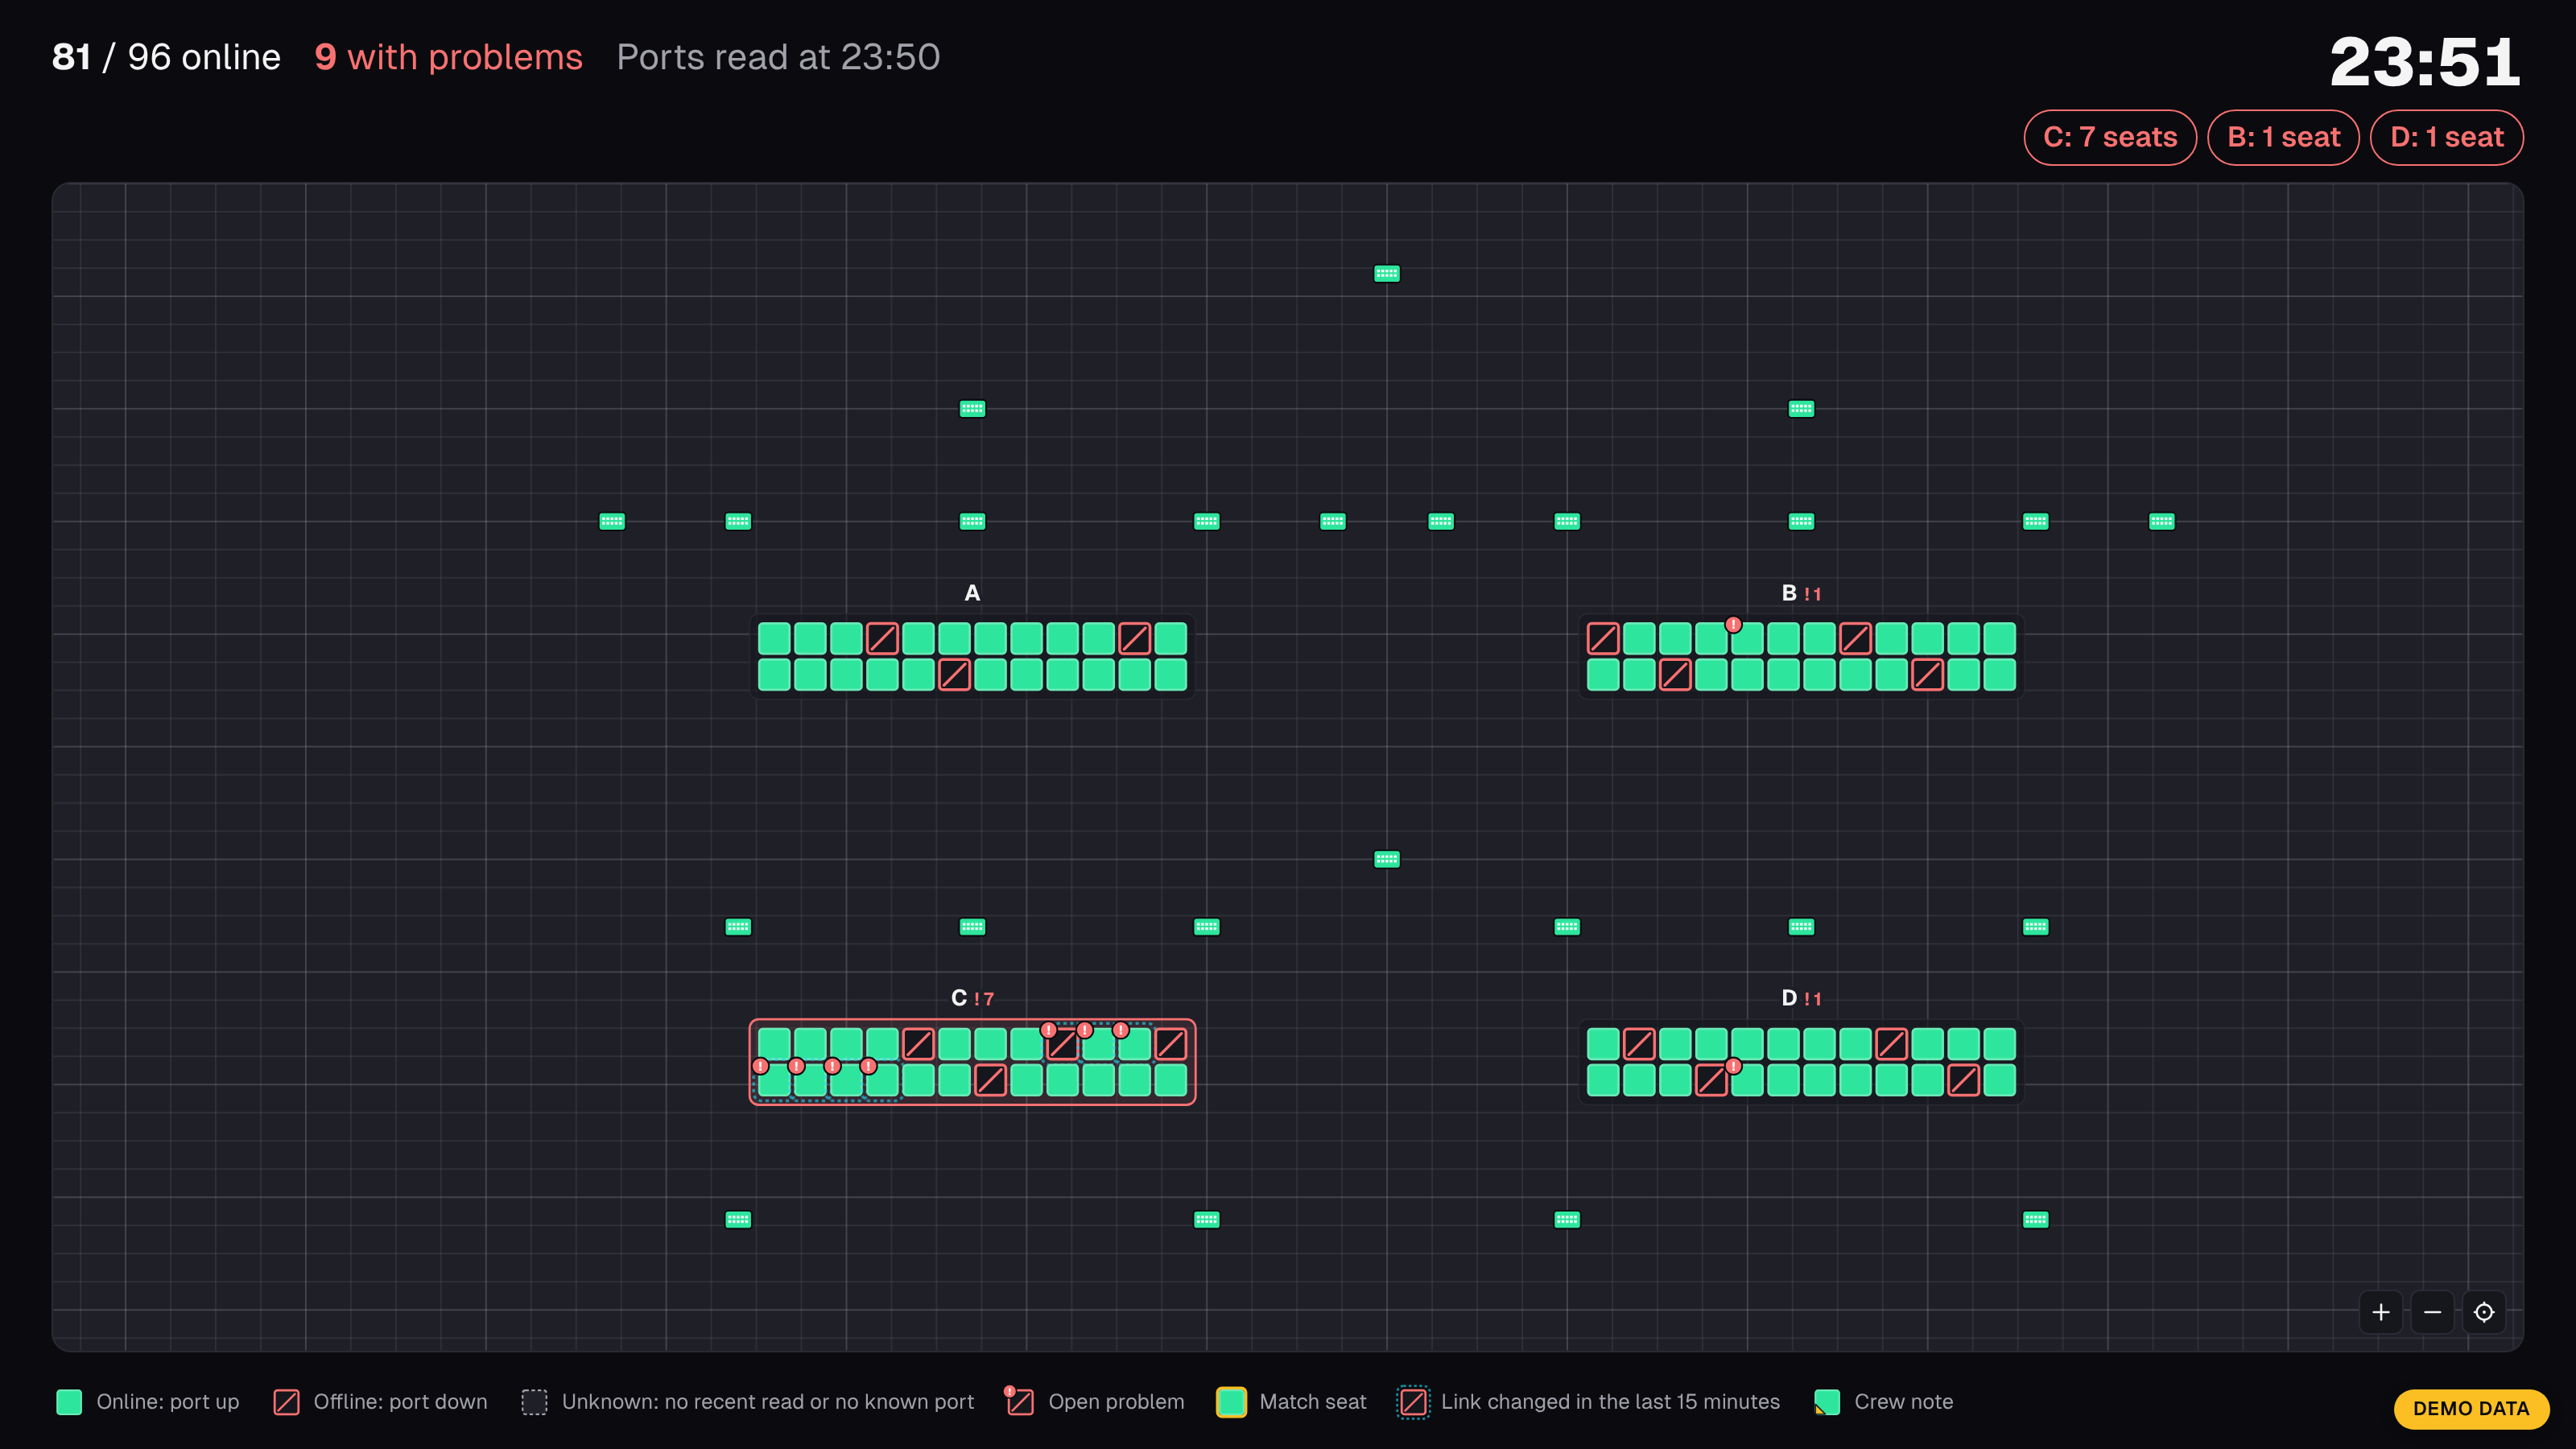 81 / 96 online 9 with problems Ports read at 23:50
23:51
C: 7 seats B: 1 seat D: 1 seat
A
B !1
C !7
D !1
Online: port up Offline: port down Unknown: no recent read or no known port Open problem Match seat Link changed in the last 15 minutes Crew note
DEMO DATA